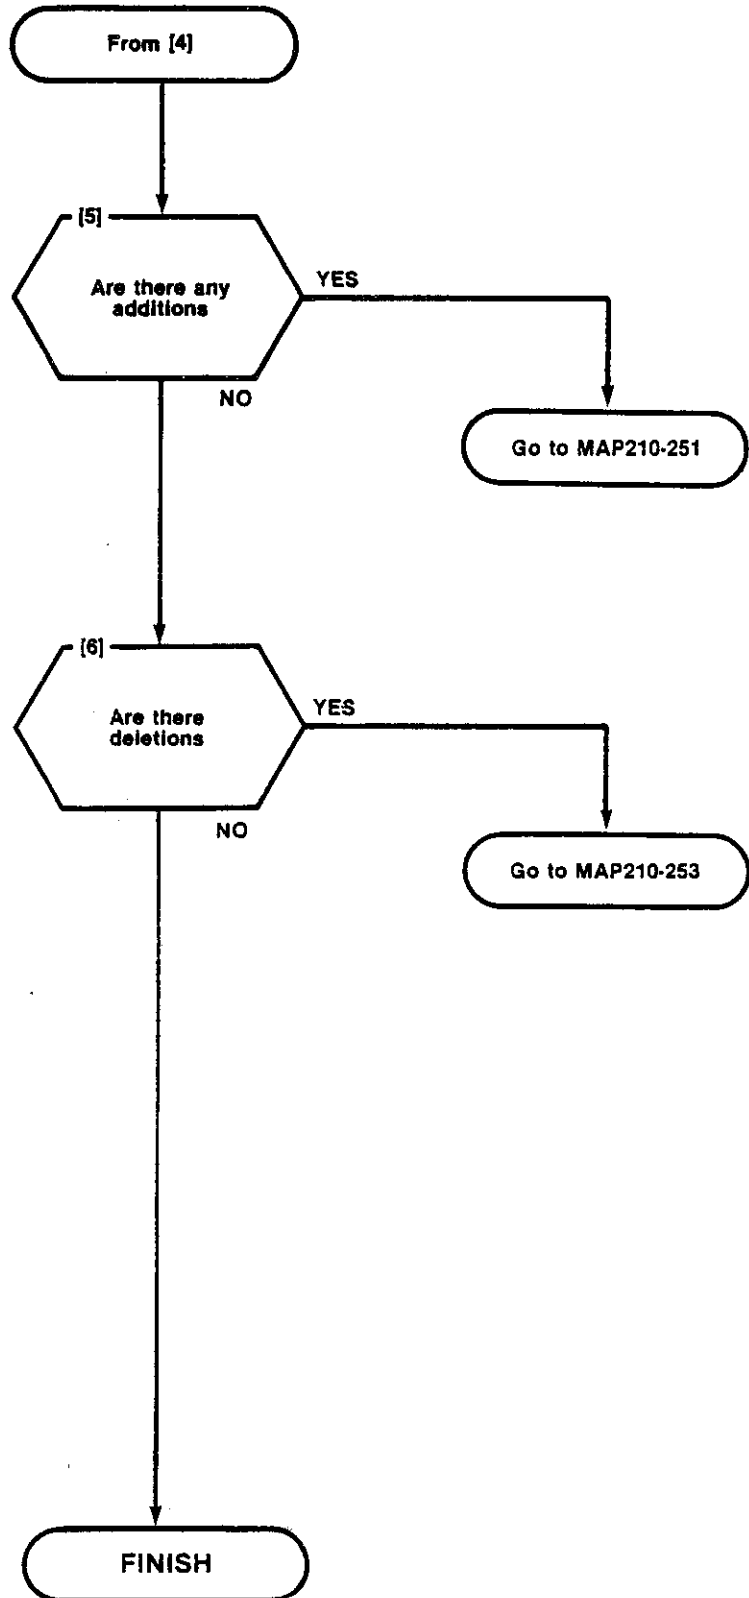 From [4]
[5]
Are there any
additions
YES
NO
Go to MAP210-251
[6]
Are there
deletions
YES
NO
Go to MAP210-253
FINISH